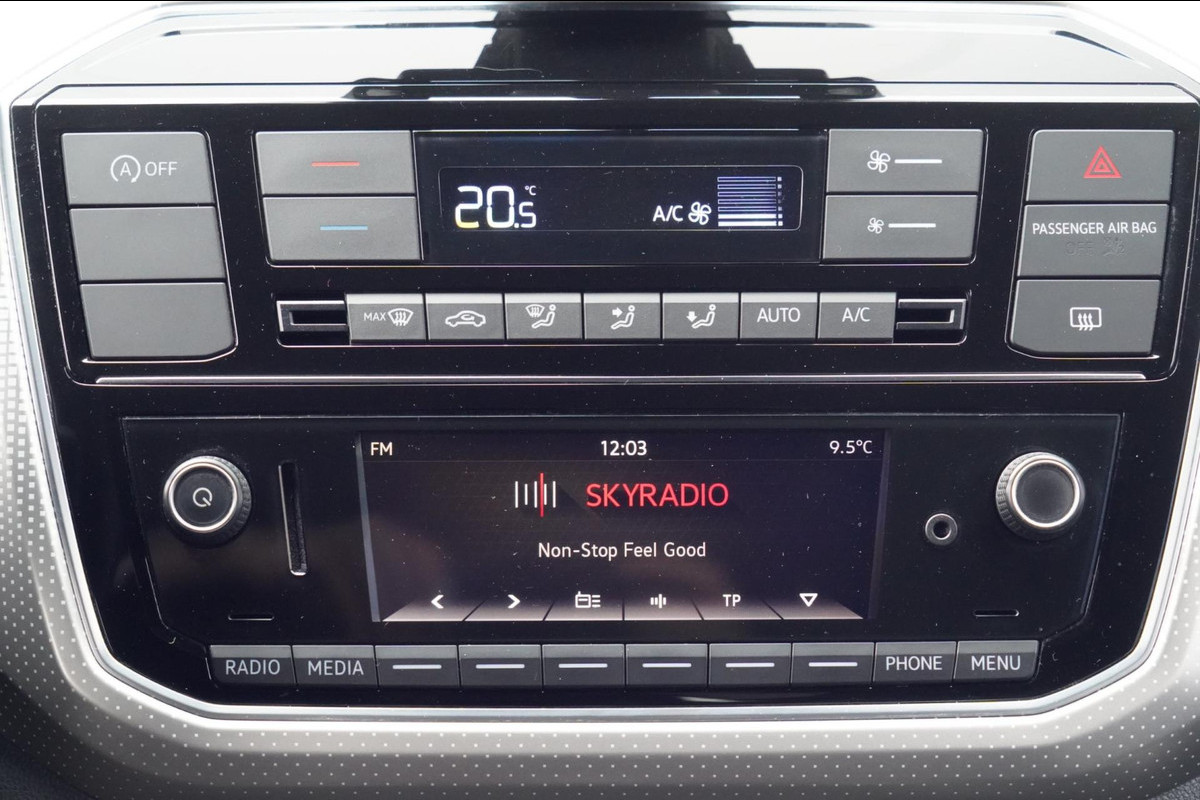 A OFF
20.5 °C
A/C
PASSENGER AIR BAG
OFF
MAX
AUTO
A/C
FM 12:03 9.5°C
SKYRADIO
Non-Stop Feel Good
TP
RADIO
MEDIA
PHONE
MENU